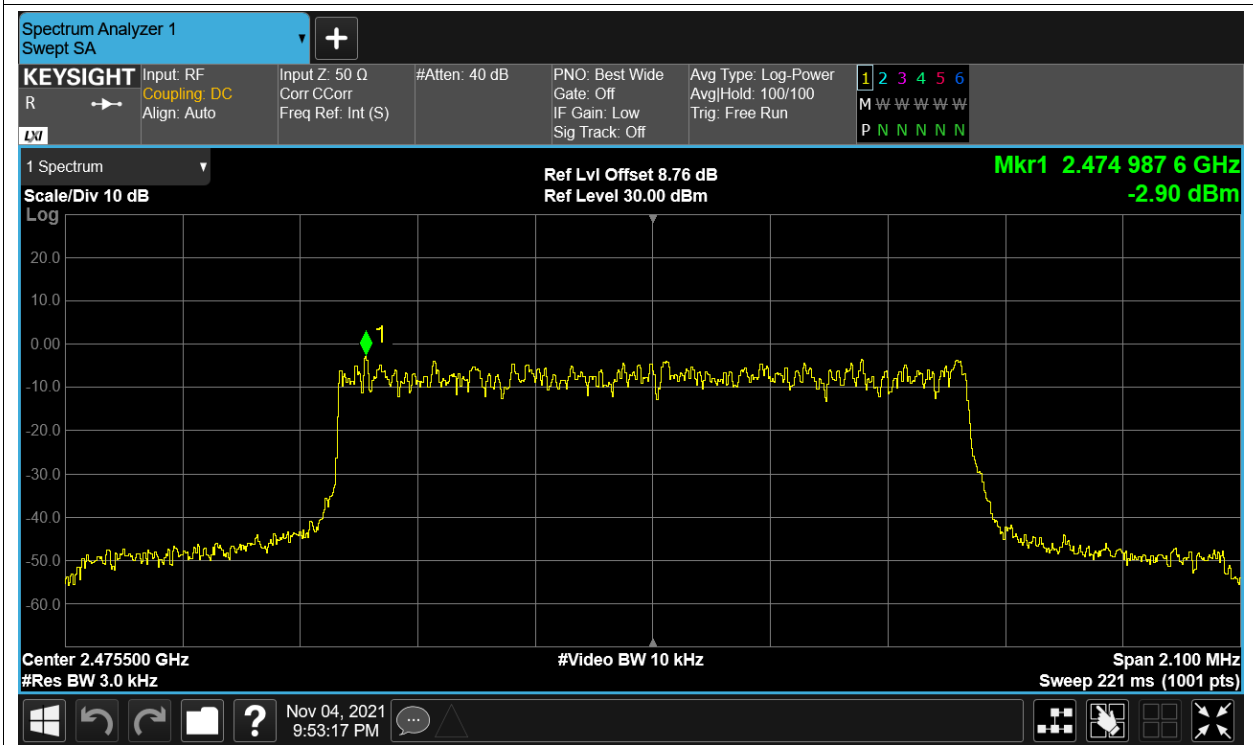 Spectrum Analyzer 1
Swept SA
+
KEYSIGHT
R
LXI
Input: RF
Coupling: DC
Align: Auto
Input Z: 50 Ω
Corr CCorr
Freq Ref: Int (S)
#Atten: 40 dB
PNO: Best Wide
Gate: Off
IF Gain: Low
Sig Track: Off
Avg Type: Log-Power
Avg|Hold: 100/100
Trig: Free Run
1 2 3 4 5 6
M W W W W W
P N N N N N
1 Spectrum
Scale/Div 10 dB
Log
Ref Lvl Offset 8.76 dB
Ref Level 30.00 dBm
Mkr1 2.474 987 6 GHz
-2.90 dBm
20.0
10.0
0.00
-10.0
-20.0
-30.0
-40.0
-50.0
-60.0
1
Center 2.475500 GHz
#Res BW 3.0 kHz
#Video BW 10 kHz
Span 2.100 MHz
Sweep 221 ms (1001 pts)
?
Nov 04, 2021
9:53:17 PM